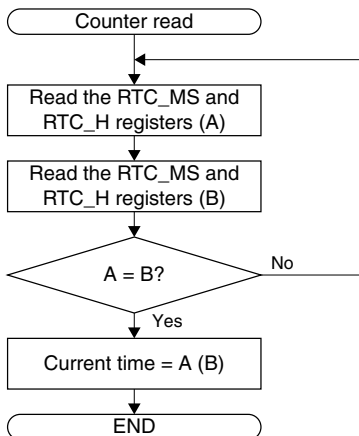 Counter read
Read the RTC_MS and
RTC_H registers (A)
Read the RTC_MS and
RTC_H registers (B)
A = B?
No
Yes
Current time = A (B)
END